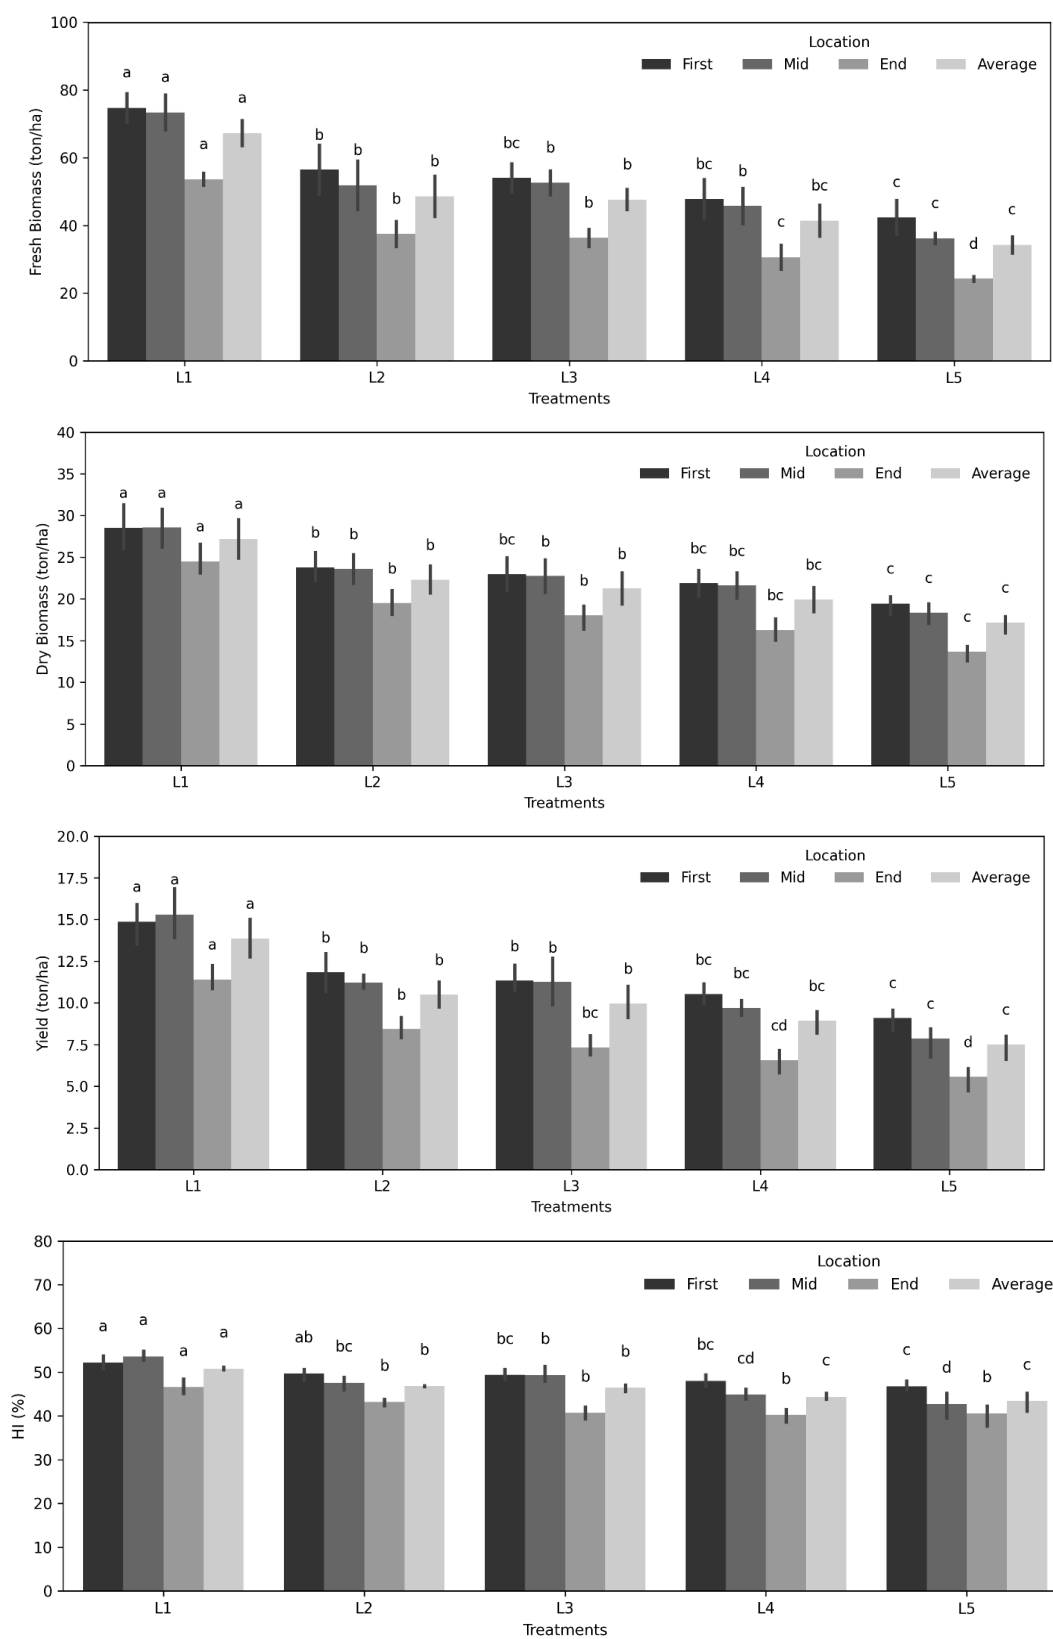 100
Location
First Mid End Average
80
60
40
20
0
Fresh Biomass (ton/ha)
a a a a
b b b b
bc b b b
bc b c bc
c c d c
L1 L2 L3 L4 L5
Treatments
40
Location
First Mid End Average
35
30
25
20
15
10
5
0
Dry Biomass (ton/ha)
a a a a
b b b b
bc b b b
bc bc bc bc
c c c c
L1 L2 L3 L4 L5
Treatments
20.0
Location
First Mid End Average
17.5
15.0
12.5
10.0
7.5
5.0
2.5
0.0
Yield (ton/ha)
a a a a
b b b b
b b bc b
bc bc cd bc
c c d c
L1 L2 L3 L4 L5
Treatments
80
Location
First Mid End Average
70
60
50
40
30
20
10
0
HI (%)
a a a a
ab bc b b
bc b b b
bc cd b c
c d b c
L1 L2 L3 L4 L5
Treatments